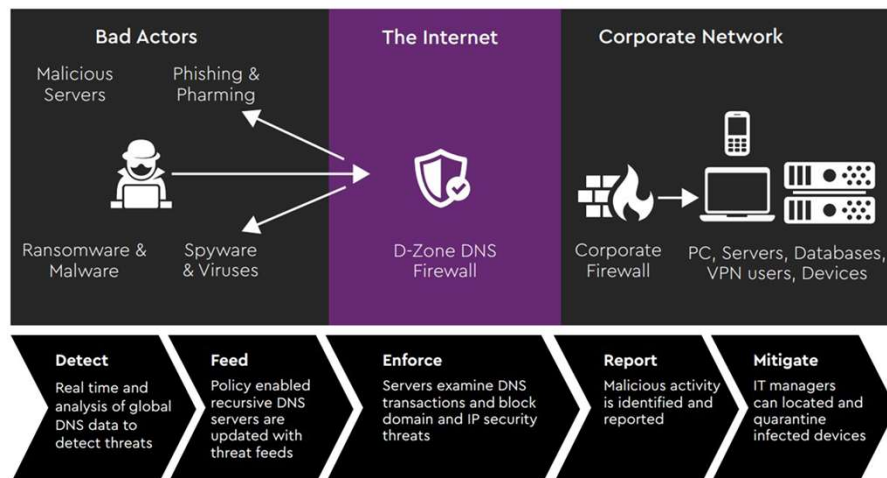 Bad Actors
The Internet
Corporate Network
Malicious
Servers
Phishing &
Pharming
Ransomware &
Malware
Spyware
& Viruses
D-Zone DNS
Firewall
Corporate
Firewall
PC, Servers, Databases,
VPN users, Devices
Detect
Real time and
analysis of global
DNS data to
detect threats
Feed
Policy enabled
recursive DNS
servers are
updated with
threat feeds
Enforce
Servers examine DNS
transactions and block
domain and IP security
threats
Report
Malicious activity
is identified and
reported
Mitigate
IT managers
can located and
quarantine
infected devices